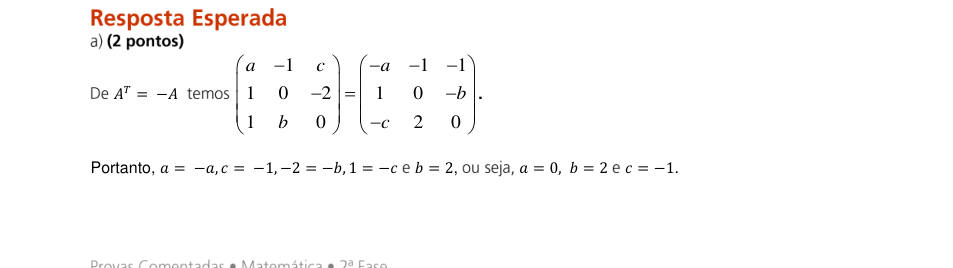 Resposta Esperada
a) (2 pontos)
De Aᵀ = −A temos (a −1 c; 1 0 −2; 1 b 0) = (−a −1 −1; 1 0 −b; −c 2 0).
Portanto, a = −a, c = −1, −2 = −b, 1 = −c e b = 2, ou seja, a = 0, b = 2 e c = −1.
Provas Comentadas • Matemática • 2ª Fase